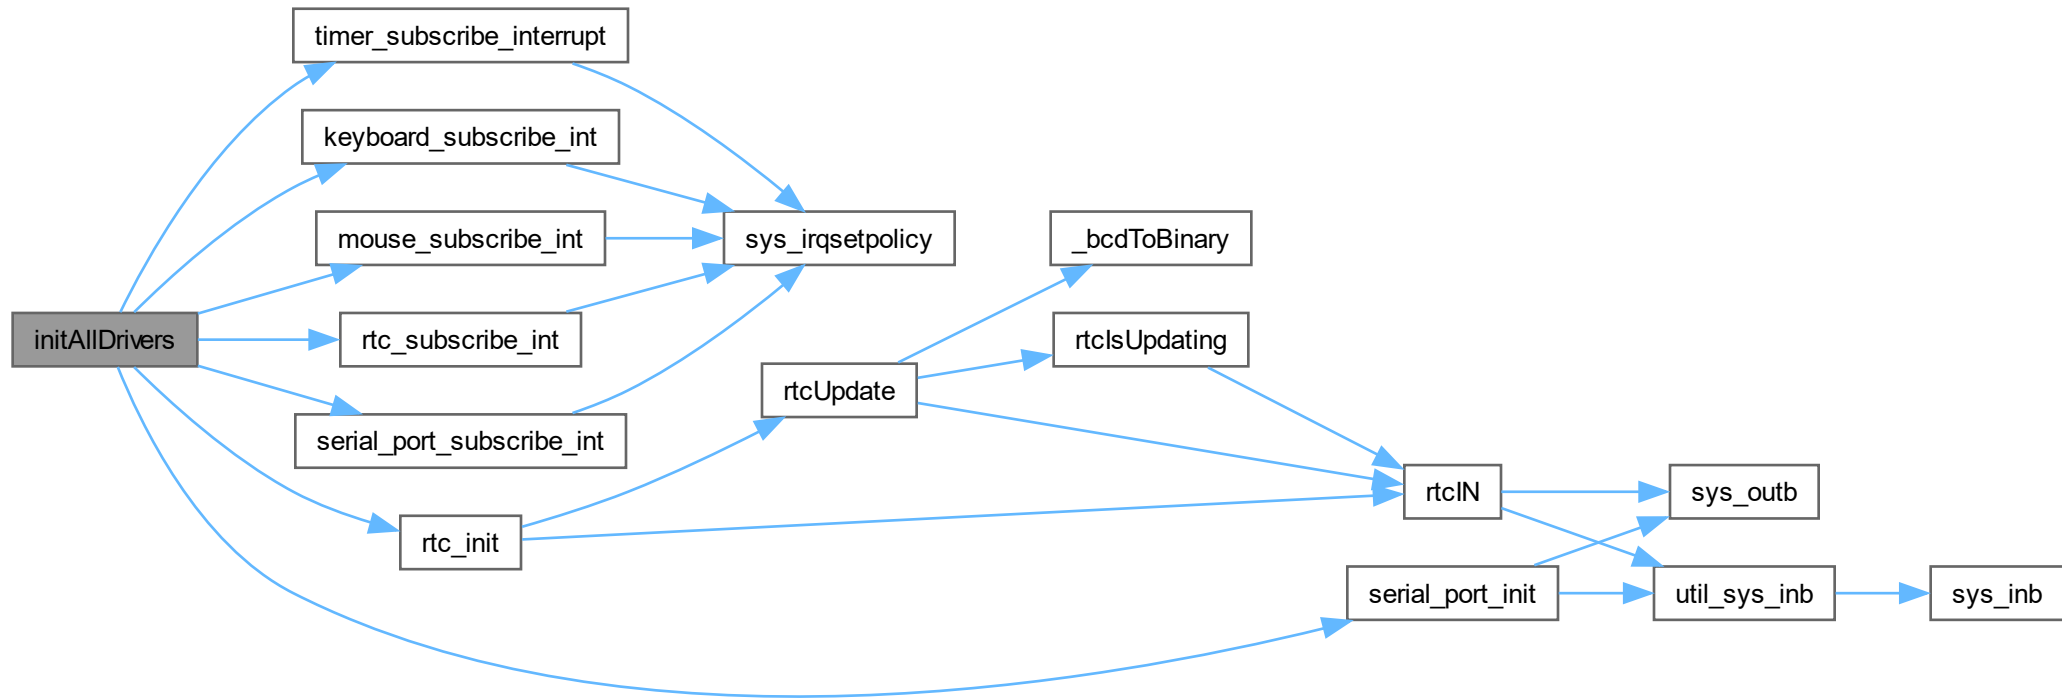 timer_subscribe_interrupt
keyboard_subscribe_int
mouse_subscribe_int
sys_irqsetpolicy
_bcdToBinary
initAllDrivers
rtc_subscribe_int
rtcIsUpdating
rtcUpdate
serial_port_subscribe_int
rtcIN
sys_outb
rtc_init
serial_port_init
util_sys_inb
sys_inb